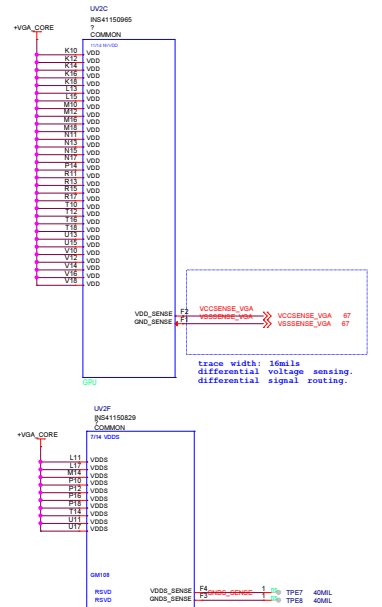 UV2C
INS41150965
?
COMMON
+VGA_CORE
11/14 NVVDD
K10 VDD
K12 VDD
K14 VDD
K16 VDD
K18 VDD
L13 VDD
L15 VDD
M10 VDD
M12 VDD
M16 VDD
M18 VDD
N11 VDD
N13 VDD
N15 VDD
N17 VDD
P14 VDD
R11 VDD
R13 VDD
R15 VDD
R17 VDD
T10 VDD
T12 VDD
T16 VDD
T18 VDD
U13 VDD
U15 VDD
V10 VDD
V12 VDD
V14 VDD
V16 VDD
V18 VDD
VDD_SENSE F2 VCCSENSE_VGA VCCSENSE_VGA 67
GND_SENSE F1 VSSSENSE_VGA VSSSENSE_VGA 67
GPU
trace width: 16mils
differential voltage sensing.
differential signal routing.
UV2F
INS41150829
?
COMMON
+VGA_CORE
7/14 VDDS
L11 VDDS
L17 VDDS
M14 VDDS
P10 VDDS
P12 VDDS
P16 VDDS
P18 VDDS
T14 VDDS
U11 VDDS
U17 VDDS
GM108
RSVD VDDS_SENSE F4 GNDS_SENSE 1 TPE7 40MIL
RSVD GNDS_SENSE F3 1 TPE8 40MIL